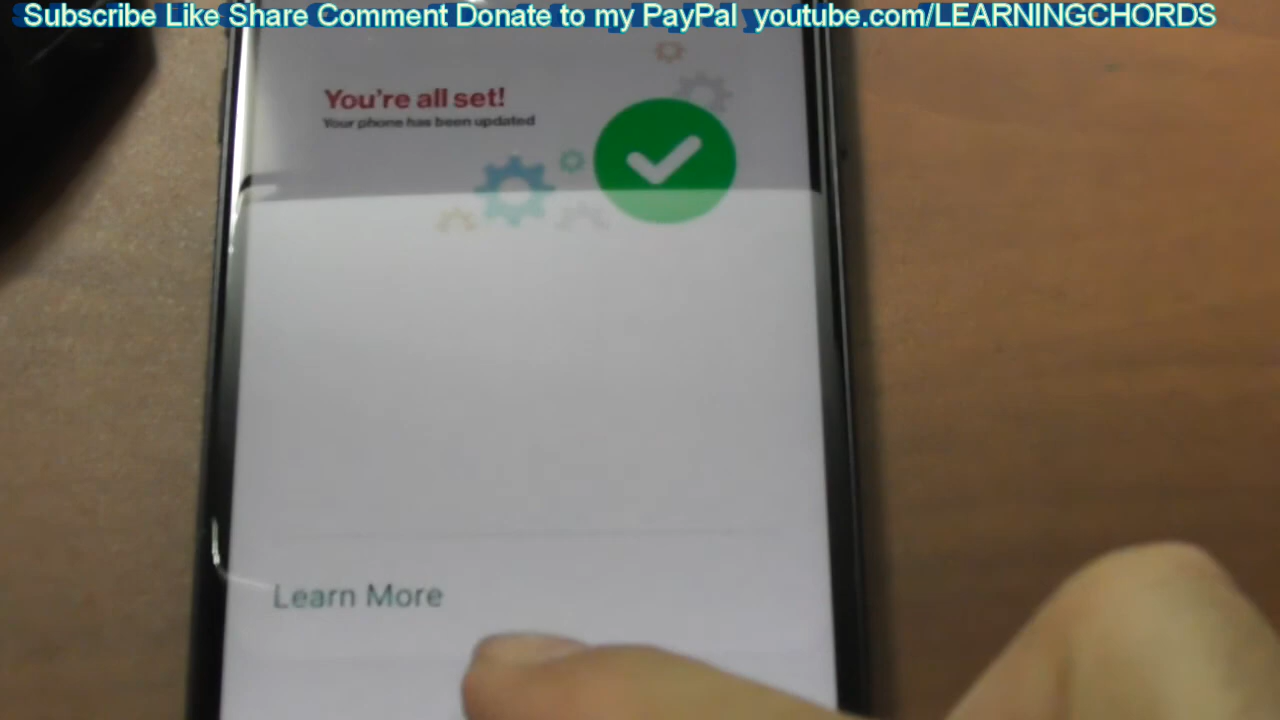 Subscribe Like Share Comment Donate to my PayPal youtube.com/LEARNINGCHORDS
You're all set!
Your phone has been updated
Learn More